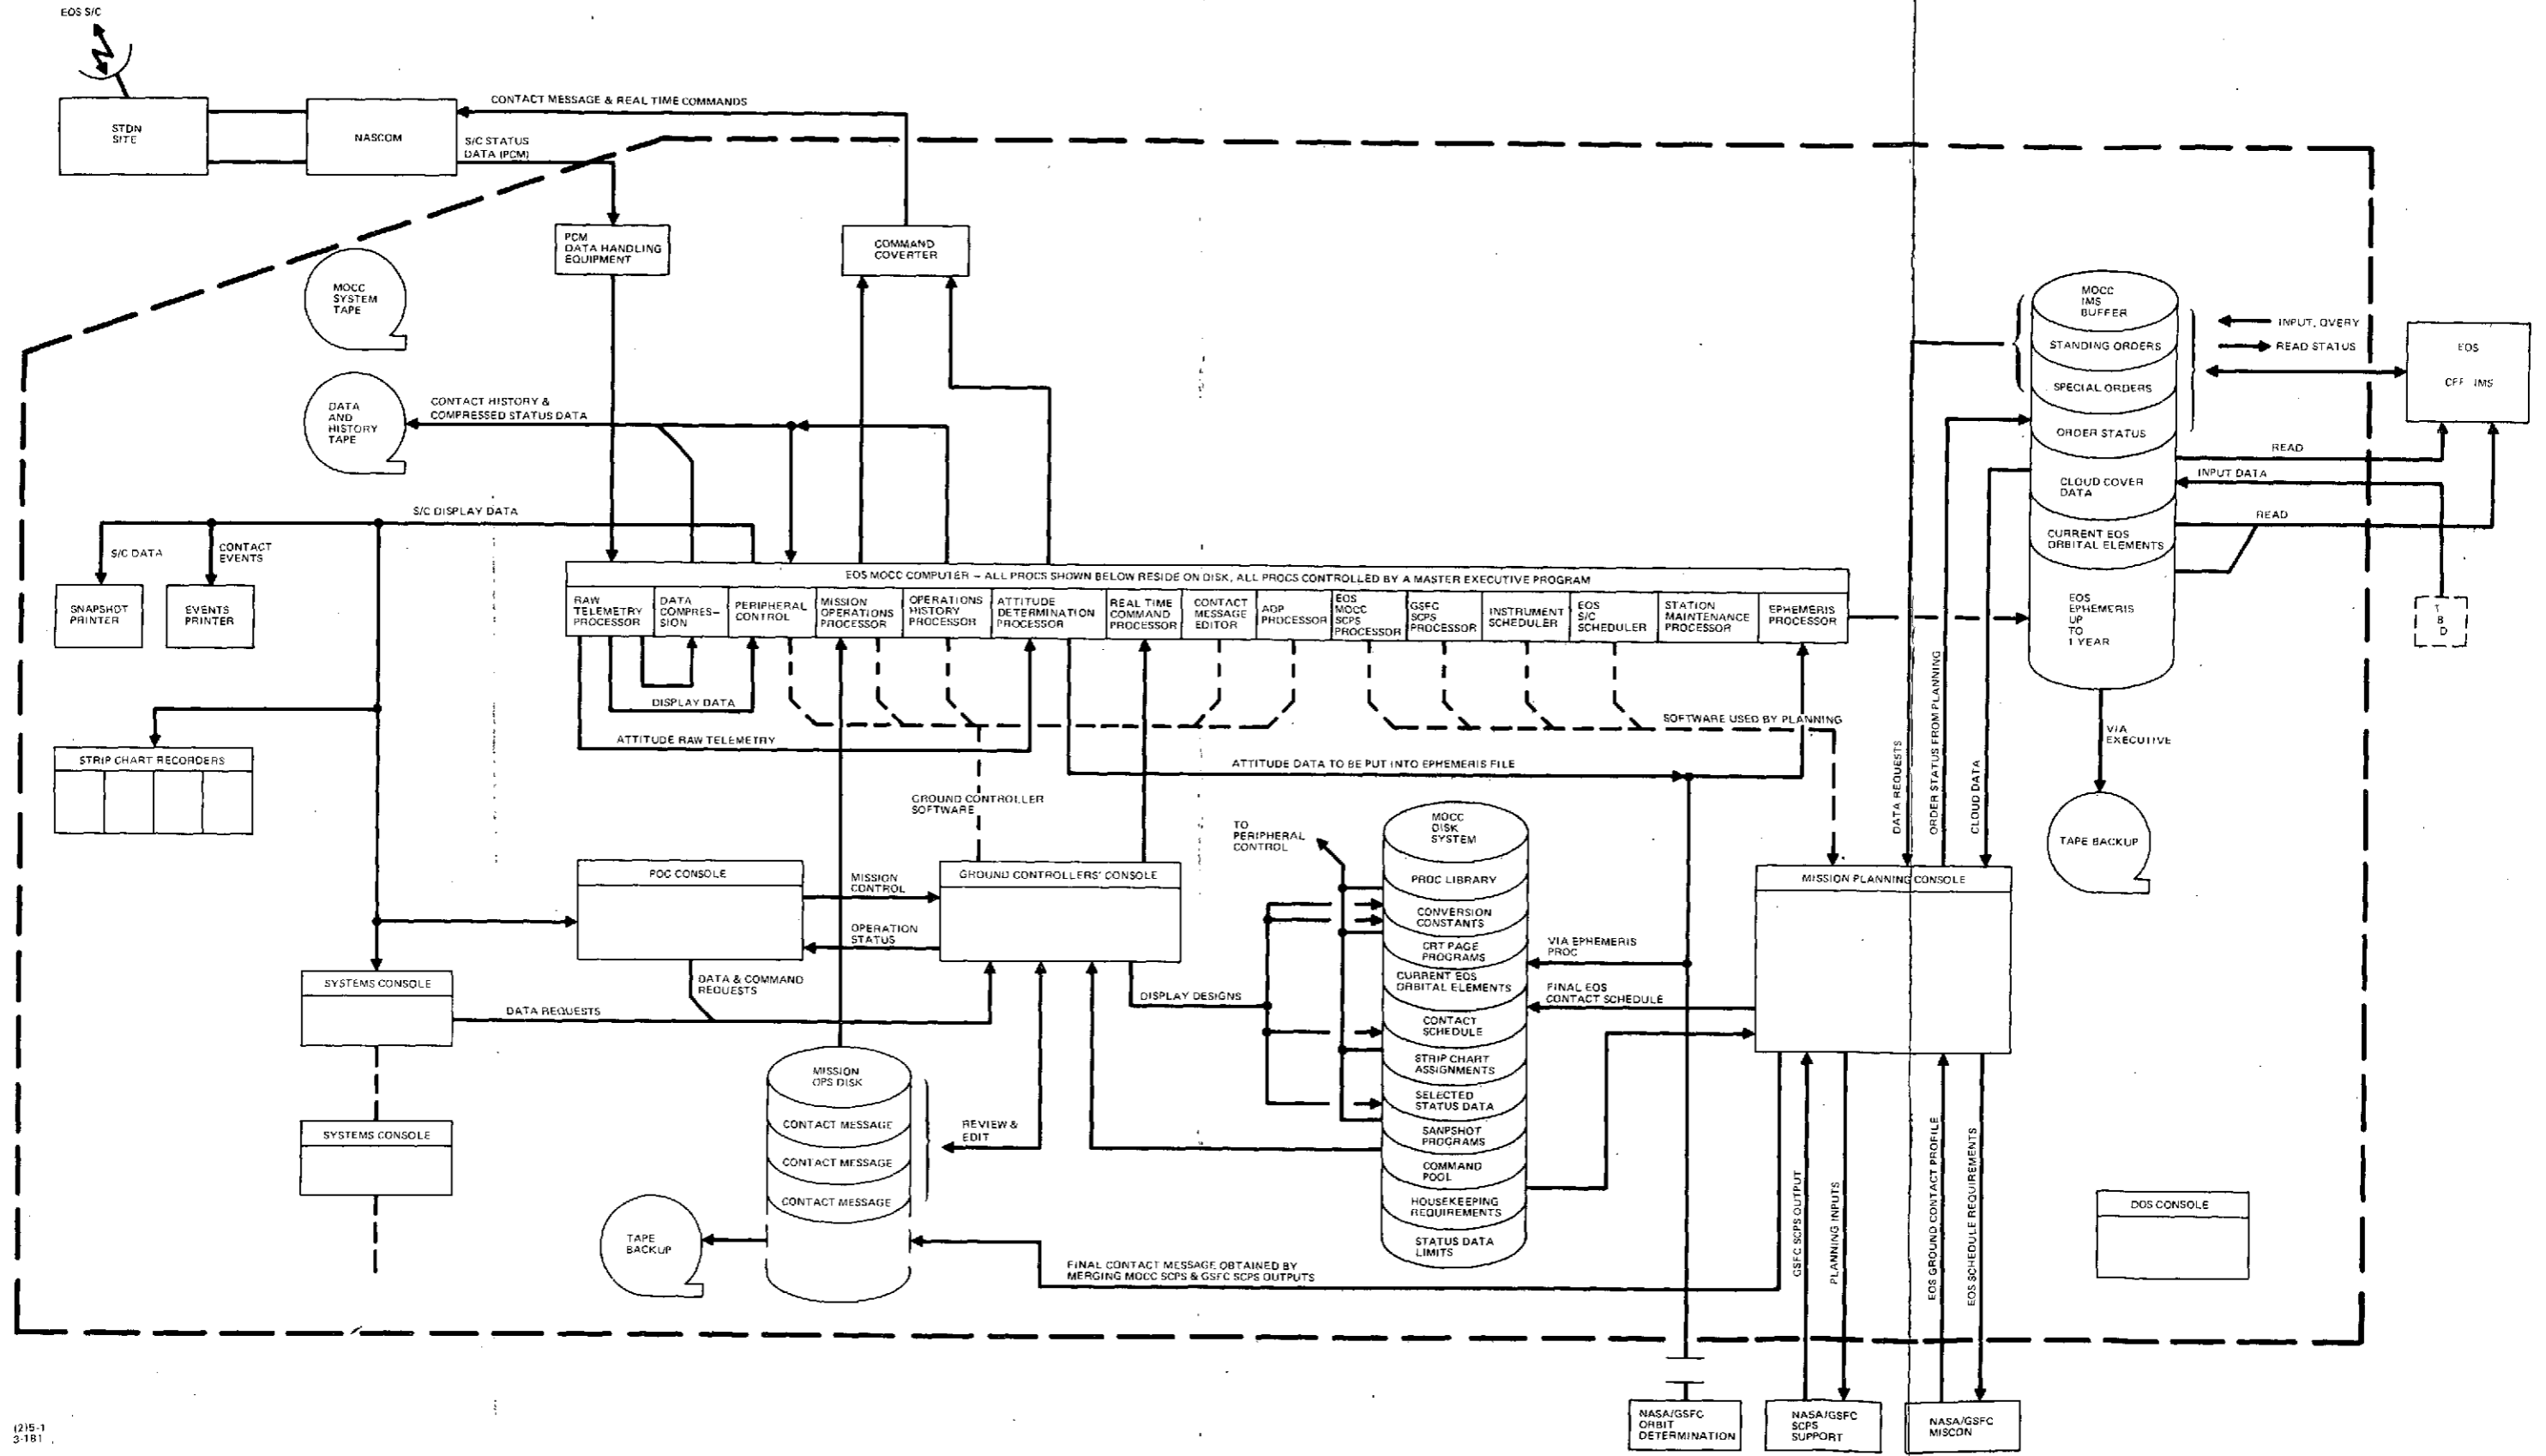 EOS S/C
STDN
SITE
NASCOM
CONTACT MESSAGE & REAL TIME COMMANDS
S/C STATUS
DATA (PCM)
PCM
DATA HANDLING
EQUIPMENT
COMMAND
COVERTER
MOCC
SYSTEM
TAPE
DATA
AND
HISTORY
TAPE
CONTACT HISTORY &
COMPRESSED STATUS DATA
S/C DISPLAY DATA
S/C DATA
CONTACT
EVENTS
SNAPSHOT
PRINTER
EVENTS
PRINTER
STRIP CHART RECORDERS
EOS MOCC COMPUTER – ALL PROCS SHOWN BELOW RESIDE ON DISK, ALL PROCS CONTROLLED BY A MASTER EXECUTIVE PROGRAM
RAW
TELEMETRY
PROCESSOR
DATA
COMPRES-
SION
PERIPHERAL
CONTROL
MISSION
OPERATIONS
PROCESSOR
OPERATIONS
HISTORY
PROCESSOR
ATTITUDE
DETERMINATION
PROCESSOR
REAL TIME
COMMAND
PROCESSOR
CONTACT
MESSAGE
EDITOR
AOP
PROCESSOR
EOS
MOCC
SCPS
PROCESSOR
GSFC
SCPS
PROCESSOR
INSTRUMENT
SCHEDULER
EOS
S/C
SCHEDULER
STATION
MAINTENANCE
PROCESSOR
EPHEMERIS
PROCESSOR
DISPLAY DATA
ATTITUDE RAW TELEMETRY
SOFTWARE USED BY PLANNING
ATTITUDE DATA TO BE PUT INTO EPHEMERIS FILE
GROUND CONTROLLER
SOFTWARE
MOCC
IMS
BUFFER
STANDING ORDERS
SPECIAL ORDERS
ORDER STATUS
CLOUD COVER
DATA
CURRENT EOS
ORBITAL ELEMENTS
EOS
EPHEMERIS
UP
TO
1 YEAR
INPUT, QVERY
READ STATUS
EOS
IMS
READ
INPUT DATA
READ
T
B
D
VIA
EXECUTIVE
TAPE BACKUP
DATA REQUESTS
ORDER STATUS FROM PLANNING
CLOUD DATA
POC CONSOLE
MISSION
CONTROL
OPERATION
STATUS
GROUND CONTROLLERS' CONSOLE
DATA & COMMAND
REQUESTS
SYSTEMS CONSOLE
DATA REQUESTS
SYSTEMS CONSOLE
DISPLAY DESIGNS
TO
PERIPHERAL
CONTROL
MOCC
DISK
SYSTEM
PROC LIBRARY
CONVERSION
CONSTANTS
CRT PAGE
PROGRAMS
CURRENT EOS
ORBITAL ELEMENTS
CONTACT
SCHEDULE
STRIP CHART
ASSIGNMENTS
SELECTED
STATUS DATA
SANPSHOT
PROGRAMS
COMMAND
POOL
HOUSEKEEPING
REQUIREMENTS
STATUS DATA
LIMITS
VIA EPHEMERIS
PROC
FINAL EOS
CONTACT SCHEDULE
MISSION PLANNING CONSOLE
MISSION
OPS DISK
CONTACT MESSAGE
CONTACT MESSAGE
CONTACT MESSAGE
REVIEW &
EDIT
TAPE
BACKUP
FINAL CONTACT MESSAGE OBTAINED BY
MERGING MOCC SCPS & GSFC SCPS OUTPUTS
GSFC SCPS OUTPUT
PLANNING INPUTS
EOS GROUND CONTACT PROFILE
EOS SCHEDULE REQUIREMENTS
DOS CONSOLE
NASA/GSFC
ORBIT
DETERMINATION
NASA/GSFC
SCPS
SUPPORT
NASA/GSFC
MISCON
(2)5-1
3-181